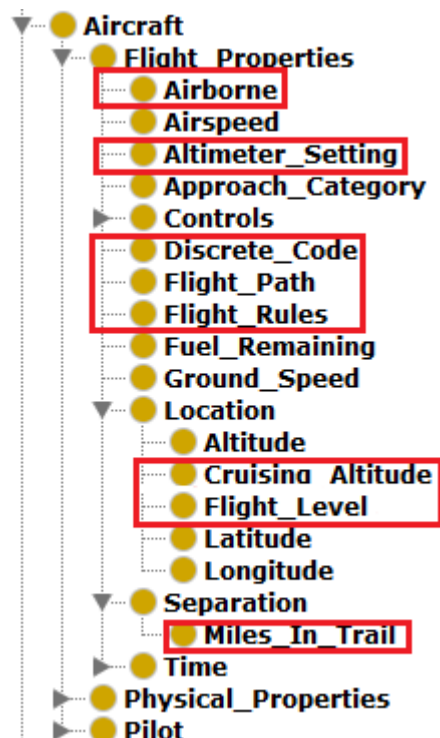 Aircraft
Flight_Properties
Airborne
Airspeed
Altimeter_Setting
Approach_Category
Controls
Discrete_Code
Flight_Path
Flight_Rules
Fuel_Remaining
Ground_Speed
Location
Altitude
Cruising_Altitude
Flight_Level
Latitude
Longitude
Separation
Miles_In_Trail
Time
Physical_Properties
Pilot